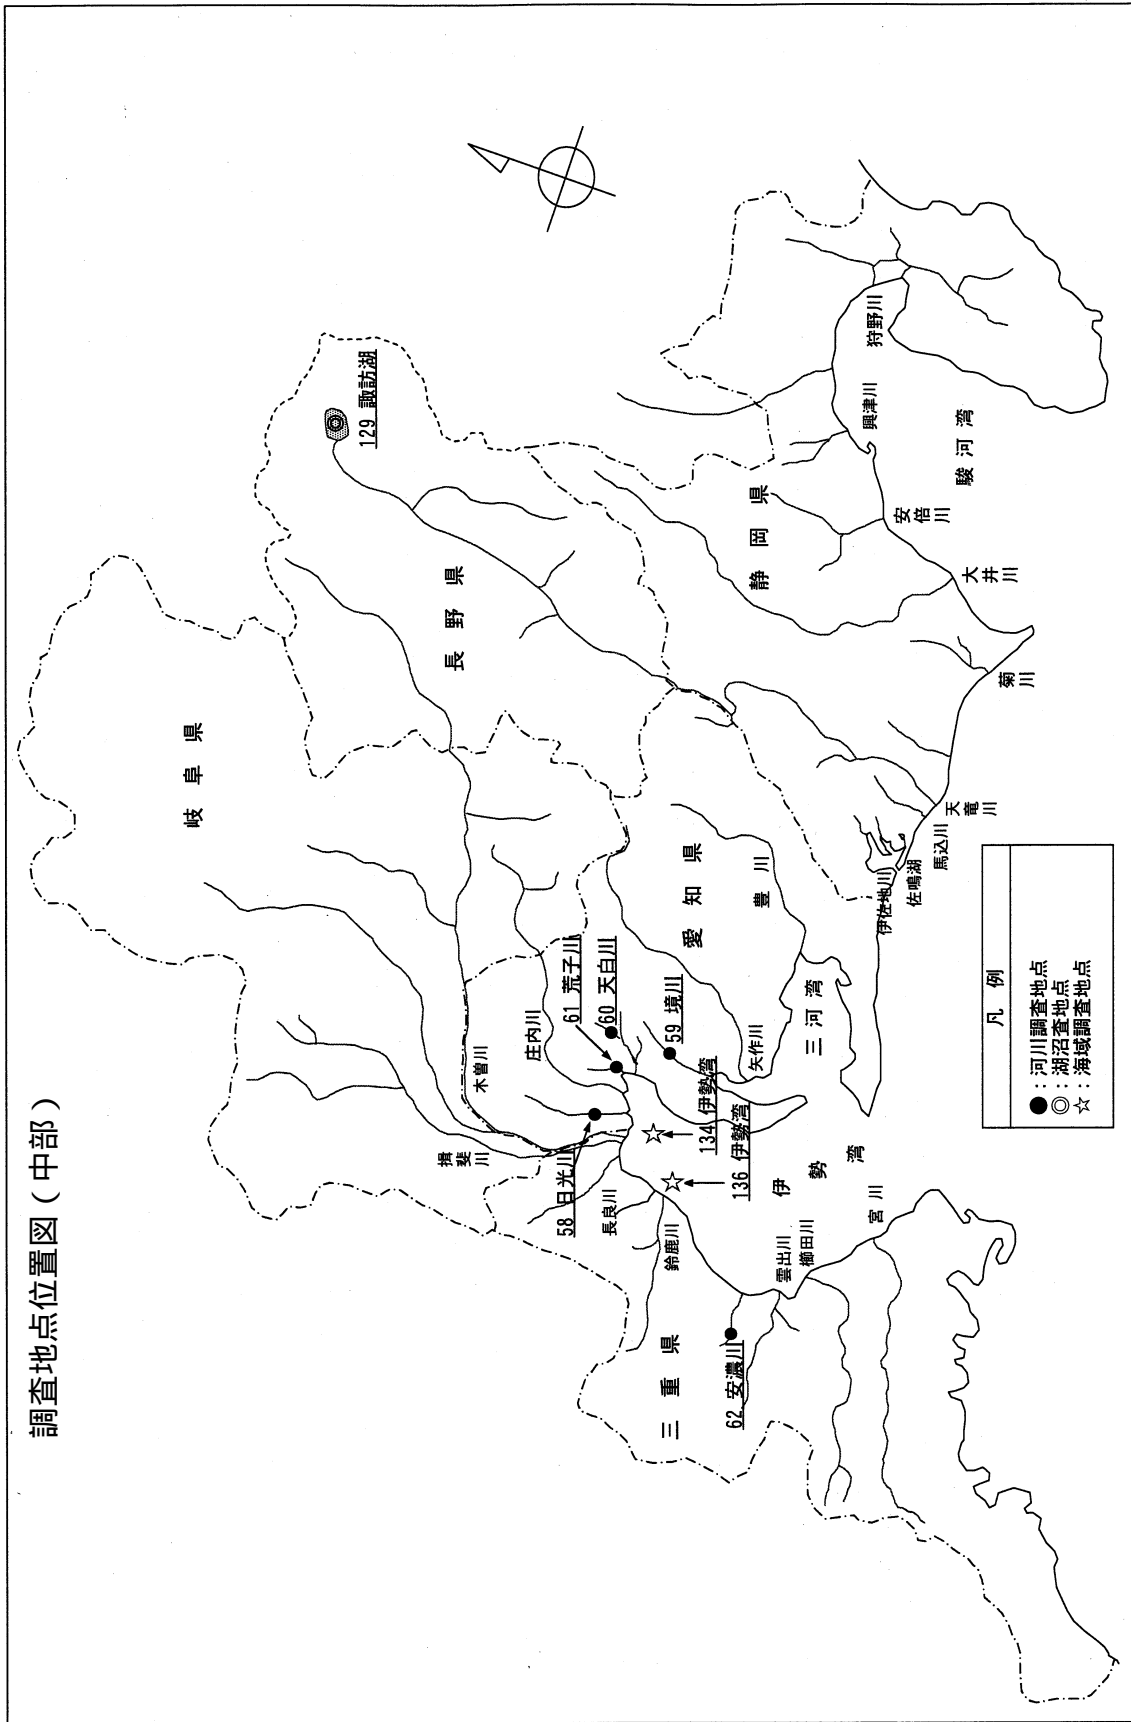 調査地点位置図（中部）
岐阜県
長野県
129 諏訪湖
静岡県
愛知県
三重県
揖斐川
木曽川
庄内川
長良川
58 日光川
61 荒子川
60 天白川
59 境川
矢作川
豊川
三河湾
134 伊勢湾
136 伊勢湾
伊勢湾
鈴鹿川
62 安濃川
雲出川
櫛田川
宮川
伊佐地川
佐鳴湖
馬込川
天竜川
菊川
大井川
安倍川
興津川
狩野川
駿河湾
凡例
●：河川調査地点
◎：湖沼査地点
☆：海域調査地点